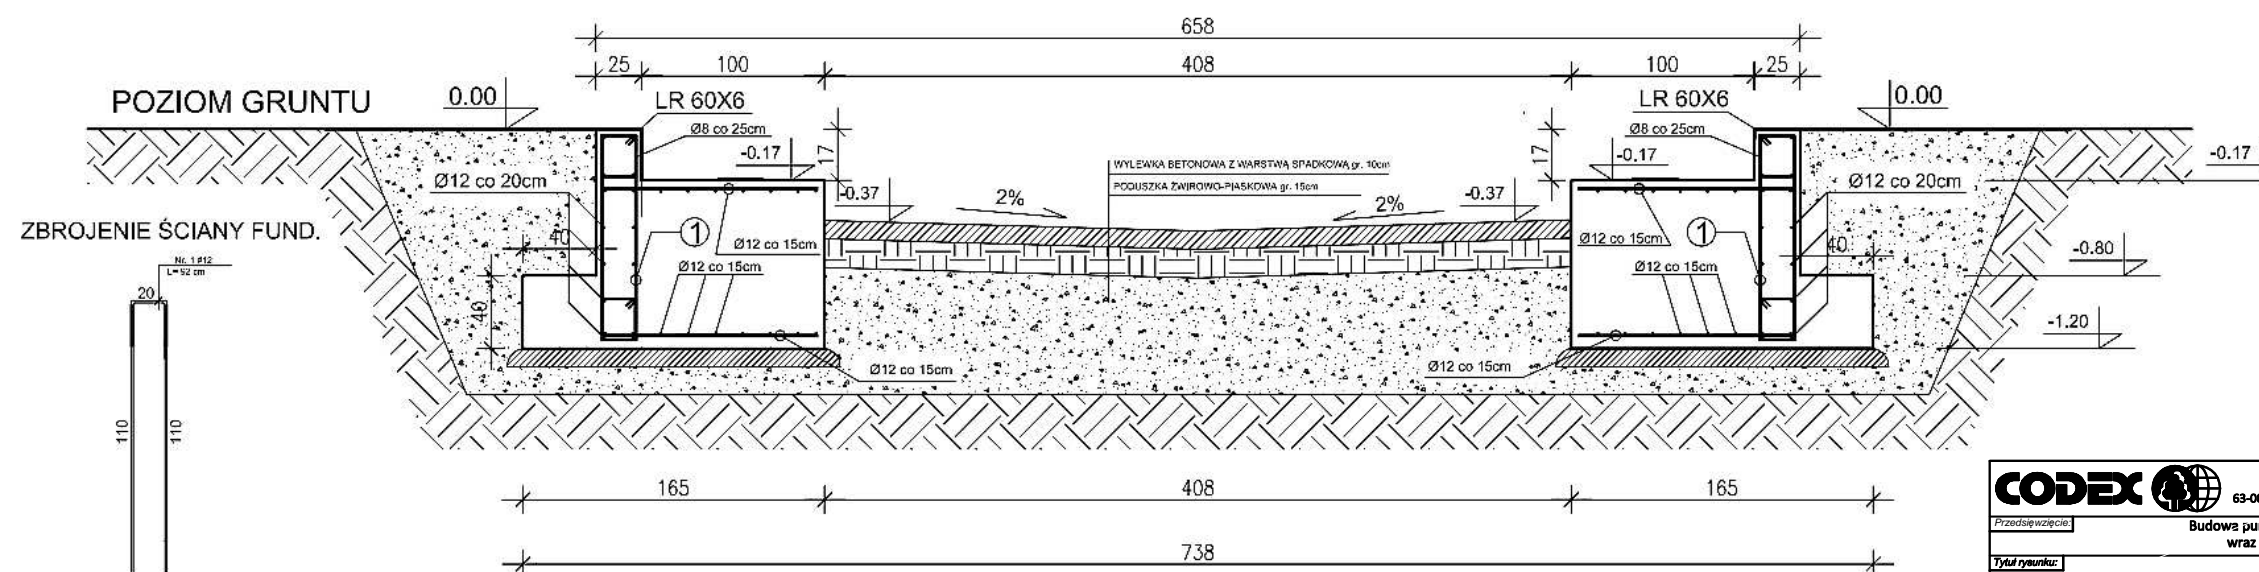 658
25
100
408
100
25
POZIOM GRUNTU
0.00
LR 60X6
LR 60X6
0.00
Ø8 co 25cm
Ø8 co 25cm
-0.17
17
17
-0.17
-0.17
WYLEWKA BETONOWA Z WARSTWĄ SPADKOWĄ gr. 10cm
PODUSZKA ŻWIROWO-PIASKOWA gr. 15cm
Ø12 co 20cm
Ø12 co 20cm
-0.37
-0.37
2%
2%
ZBROJENIE ŚCIANY FUND.
40
1
Ø12 co 15cm
Ø12 co 15cm
1
40
-0.80
Nr. 1 #12
L=92 cm
Ø12 co 15cm
Ø12 co 15cm
20
40
-1.20
Ø12 co 15cm
Ø12 co 15cm
110
110
165
408
165
CODEX
63-00
Przedsięwzięcie:
Budowa pun
wraz
738
Tytuł rysunku: